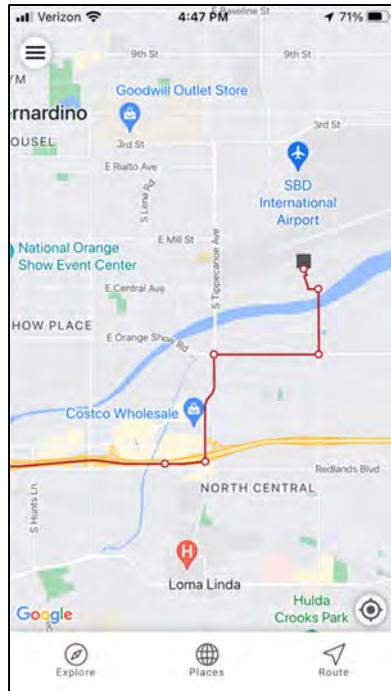 Verizon 4:47 PM 71%
E Baseline St
9th St 9th St
YM
Goodwill Outlet Store
ernardino
3rd St
OUSEL
3rd St
E Rialto Ave
S Lena Rd
SBD
International
Airport
E Mill St
S Tippecanoe Ave
National Orange
Show Event Center
E Central Ave
HOW PLACE
E Orange Show Rd
Costco Wholesale
Redlands Blvd
S Hunts Ln
NORTH CENTRAL
H
Loma Linda
Google
Hulda
Crooks Park
Explore Places Route